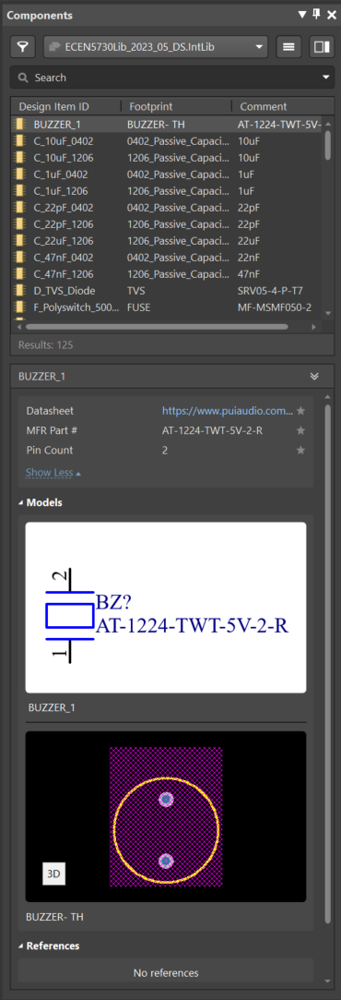 Components
ECEN5730Lib_2023_05_DS.IntLib
Search
Design Item ID Footprint Comment
BUZZER_1 BUZZER- TH AT-1224-TWT-5V-
C_10uF_0402 0402_Passive_Capaci... 10uF
C_10uF_1206 1206_Passive_Capaci... 10uF
C_1uF_0402 0402_Passive_Capaci... 1uF
C_1uF_1206 1206_Passive_Capaci... 1uF
C_22pF_0402 0402_Passive_Capaci... 22pF
C_22pF_1206 1206_Passive_Capaci... 22pF
C_22uF_1206 1206_Passive_Capaci... 22uF
C_47nF_0402 0402_Passive_Capaci... 22nF
C_47nF_1206 1206_Passive_Capaci... 47nF
D_TVS_Diode TVS SRV05-4-P-T7
F_Polyswitch_500... FUSE MF-MSMF050-2
Results: 125
BUZZER_1
Datasheet https://www.puiaudio.com...
MFR Part # AT-1224-TWT-5V-2-R
Pin Count 2
Show Less
Models
2
BZ?
AT-1224-TWT-5V-2-R
1
BUZZER_1
3D
BUZZER- TH
References
No references